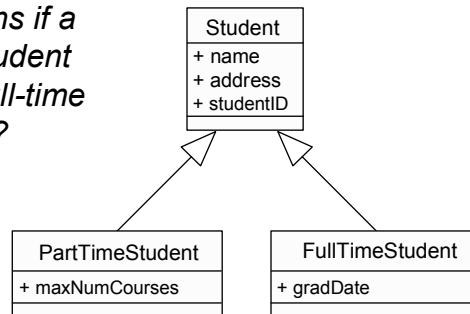 ns if a
udent
ll-time
?
Student
+ name
+ address
+ studentID
PartTimeStudent
+ maxNumCourses
FullTimeStudent
+ gradDate